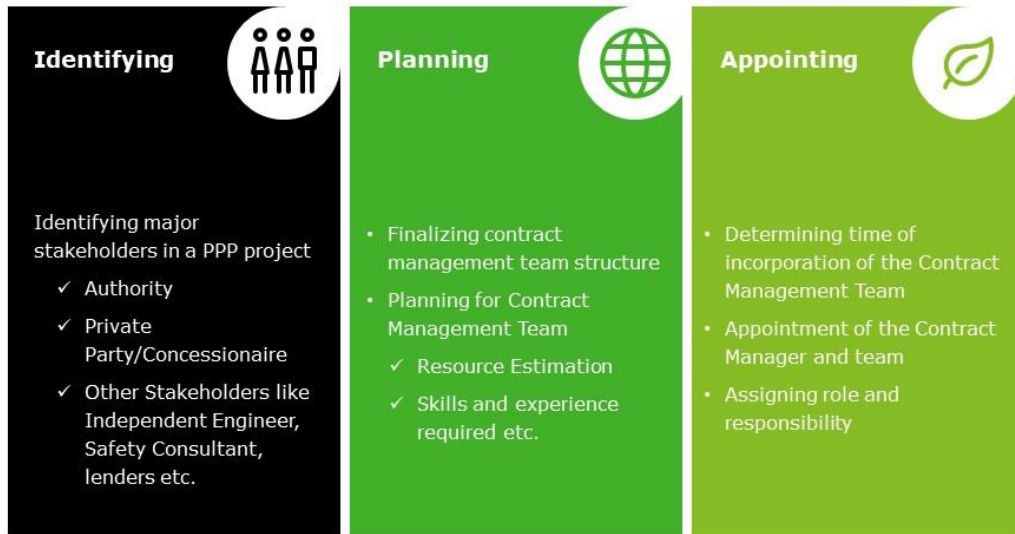 Identifying
Identifying major
stakeholders in a PPP project
✓ Authority
✓ Private
Party/Concessionaire
✓ Other Stakeholders like
Independent Engineer,
Safety Consultant,
lenders etc.
Planning
• Finalizing contract
management team structure
• Planning for Contract
Management Team
✓ Resource Estimation
✓ Skills and experience
required etc.
Appointing
• Determining time of
incorporation of the Contract
Management Team
• Appointment of the Contract
Manager and team
• Assigning role and
responsibility